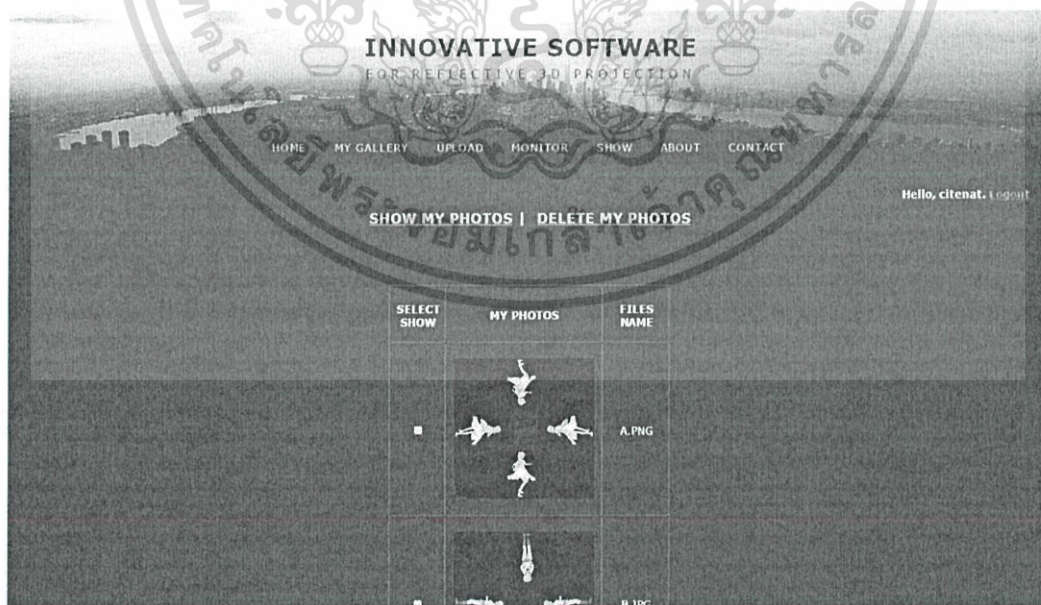 INNOVATIVE SOFTWARE
FOR REFLECTIVE 3D PROJECTION
HOME MY GALLERY UPLOAD MONITOR SHOW ABOUT CONTACT
Hello, citenat. Logout
SHOW MY PHOTOS | DELETE MY PHOTOS
SELECT SHOW MY PHOTOS FILES NAME
A.PNG
B.JPG